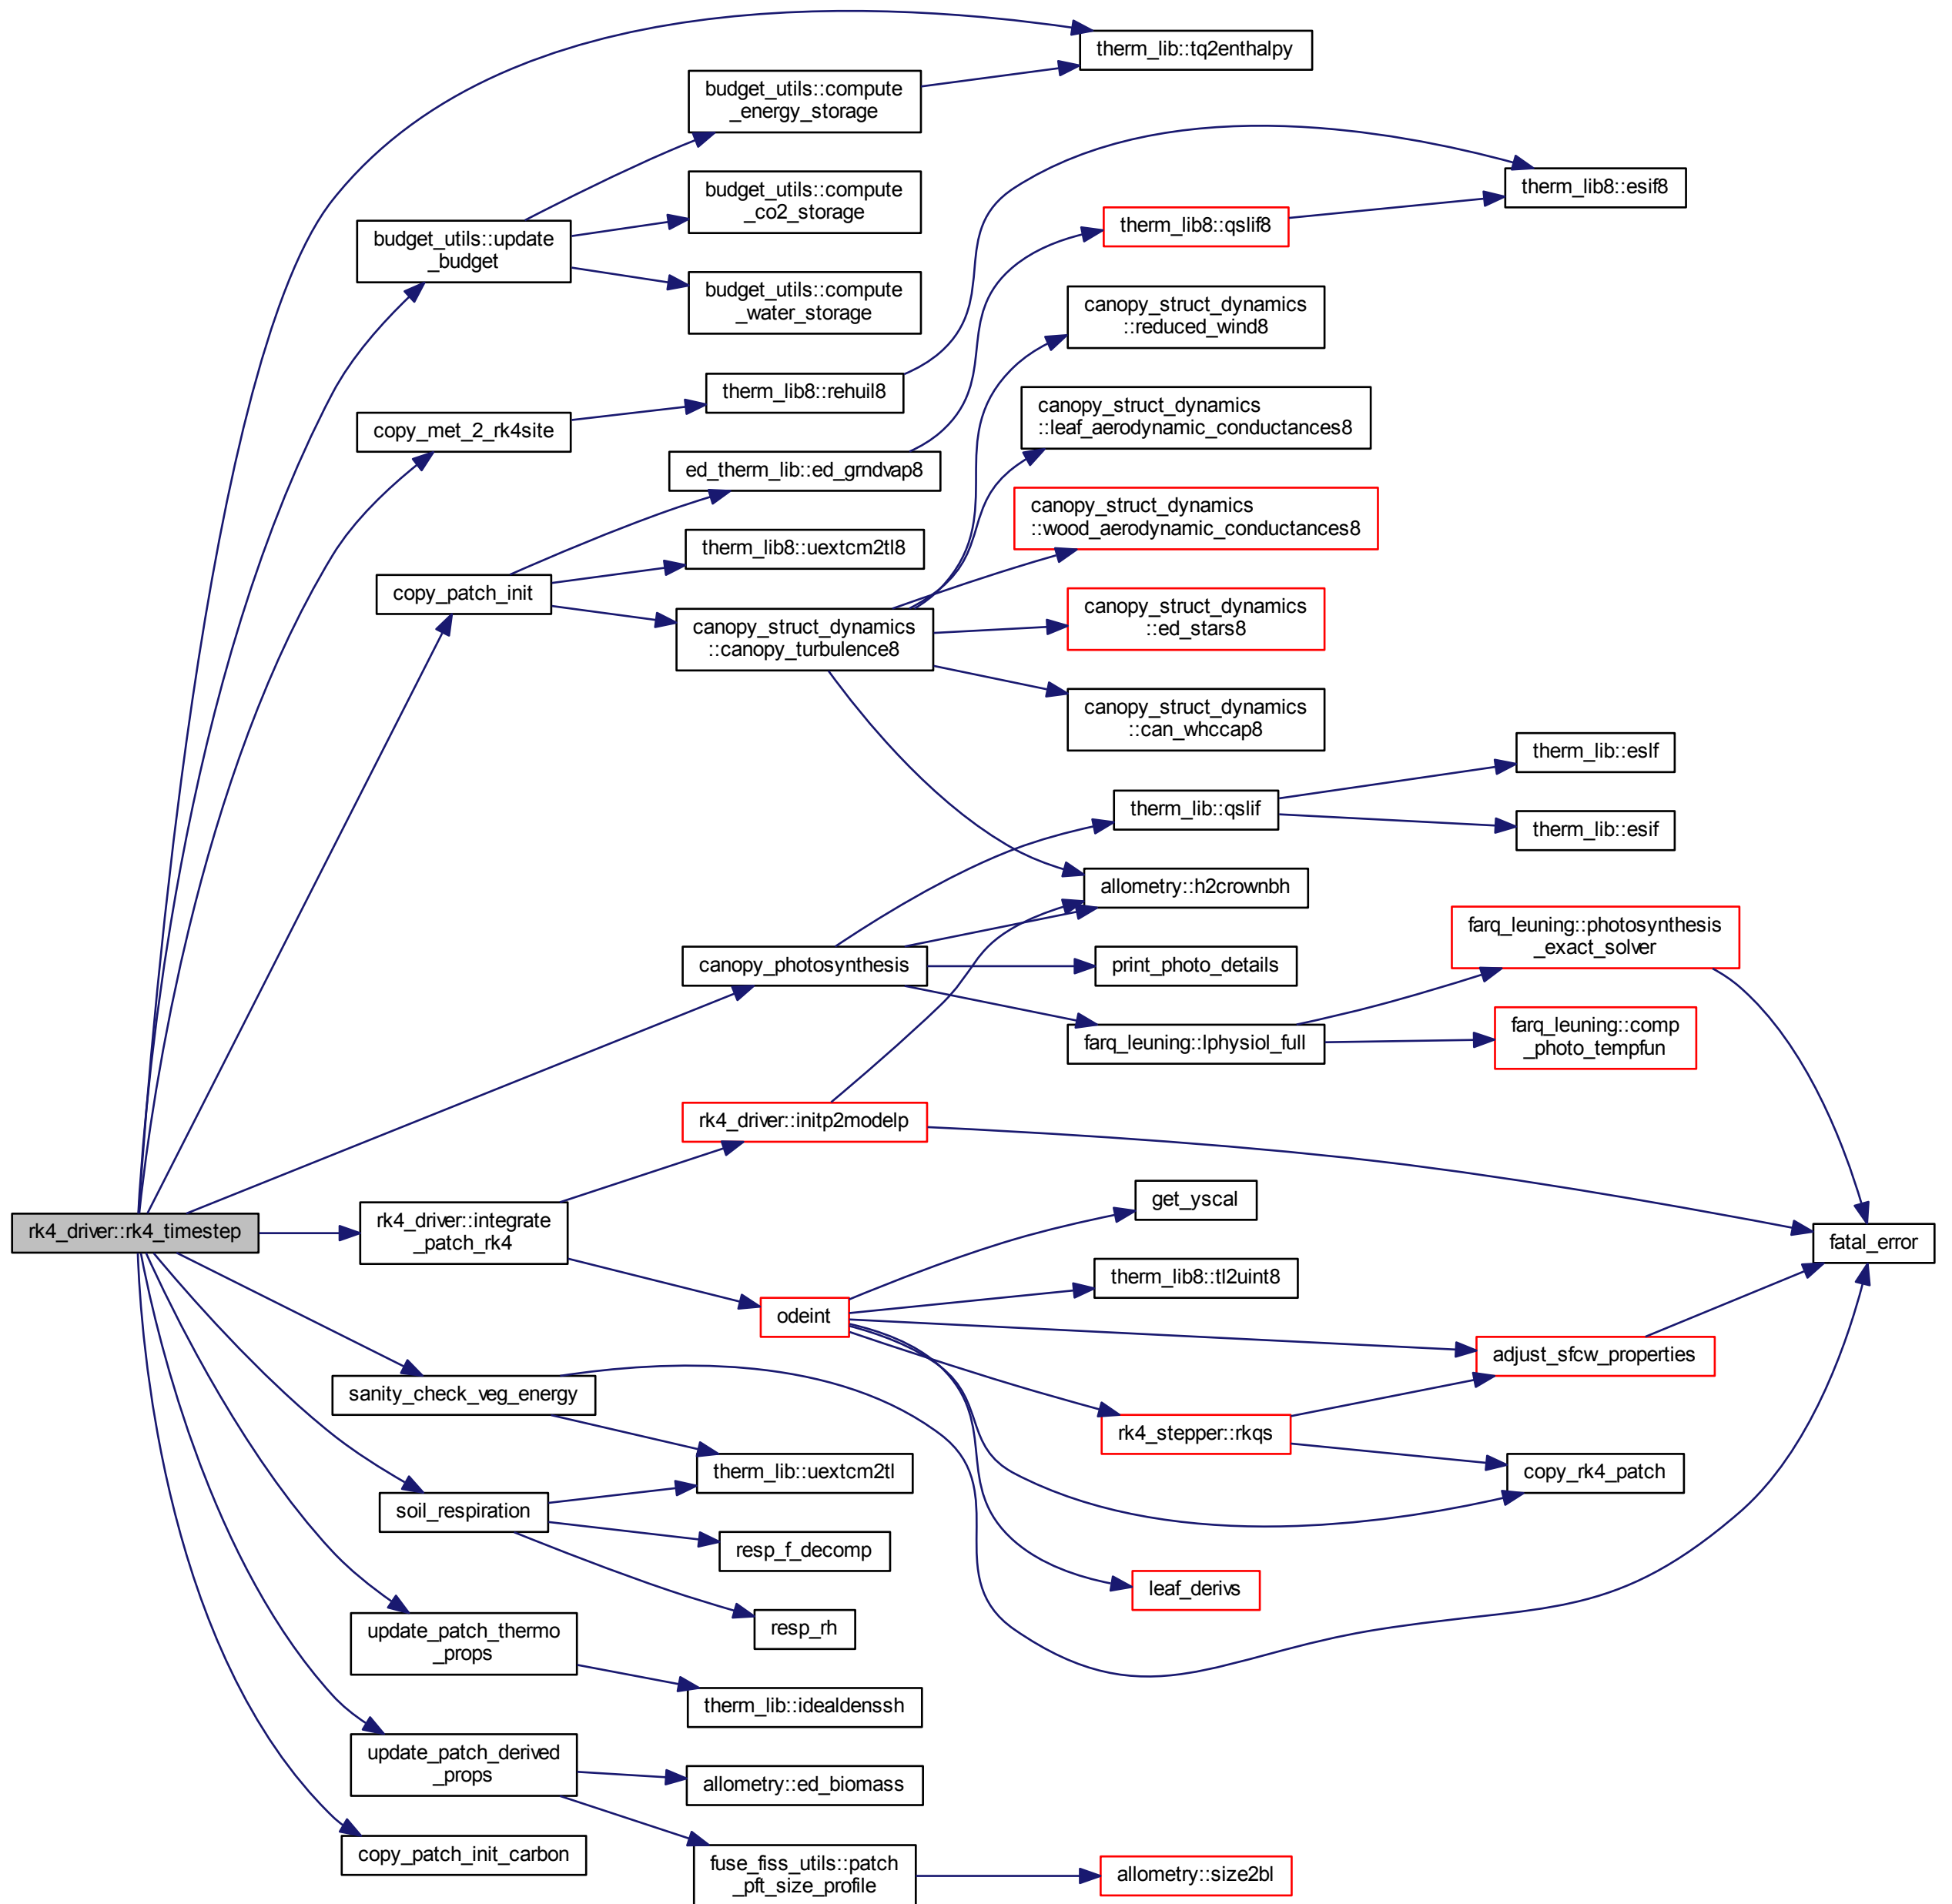 therm_lib::tq2enthalpy
budget_utils::compute
_energy_storage
budget_utils::compute
_co2_storage
therm_lib8::esif8
therm_lib8::qslif8
budget_utils::update
_budget
budget_utils::compute
_water_storage
canopy_struct_dynamics
::reduced_wind8
therm_lib8::rehuil8
copy_met_2_rk4site
canopy_struct_dynamics
::leaf_aerodynamic_conductances8
ed_therm_lib::ed_grndvap8
canopy_struct_dynamics
::wood_aerodynamic_conductances8
therm_lib8::uextcm2tl8
copy_patch_init
canopy_struct_dynamics
::ed_stars8
canopy_struct_dynamics
::canopy_turbulence8
canopy_struct_dynamics
::can_whccap8
therm_lib::eslf
therm_lib::qslif
therm_lib::esif
allometry::h2crownbh
farq_leuning::photosynthesis
_exact_solver
canopy_photosynthesis
print_photo_details
farq_leuning::lphysiol_full
farq_leuning::comp
_photo_tempfun
rk4_driver::initp2modelp
get_yscal
rk4_driver::rk4_timestep
rk4_driver::integrate
_patch_rk4
fatal_error
therm_lib8::tl2uint8
odeint
adjust_sfcw_properties
sanity_check_veg_energy
rk4_stepper::rkqs
therm_lib::uextcm2tl
copy_rk4_patch
soil_respiration
resp_f_decomp
leaf_derivs
resp_rh
update_patch_thermo
_props
therm_lib::idealdenssh
update_patch_derived
_props
allometry::ed_biomass
copy_patch_init_carbon
fuse_fiss_utils::patch
_pft_size_profile
allometry::size2bl